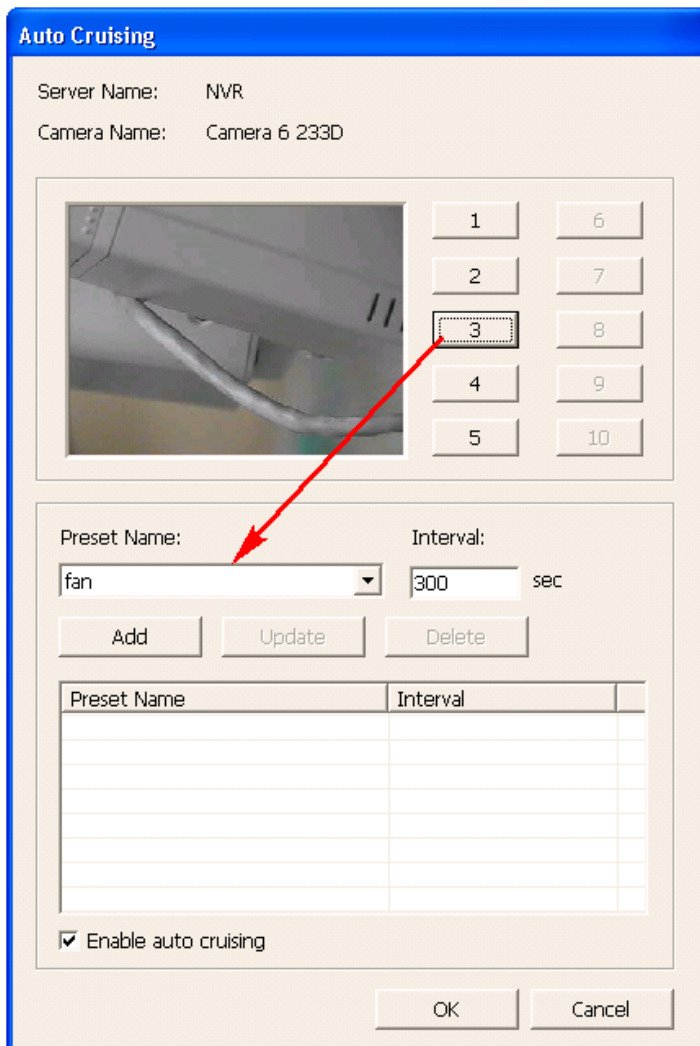 Auto Cruising
Server Name: NVR
Camera Name: Camera 6 233D
1 6
2 7
3 8
4 9
5 10
Preset Name: Interval:
fan 300 sec
Add Update Delete
Preset Name Interval
Enable auto cruising
OK Cancel